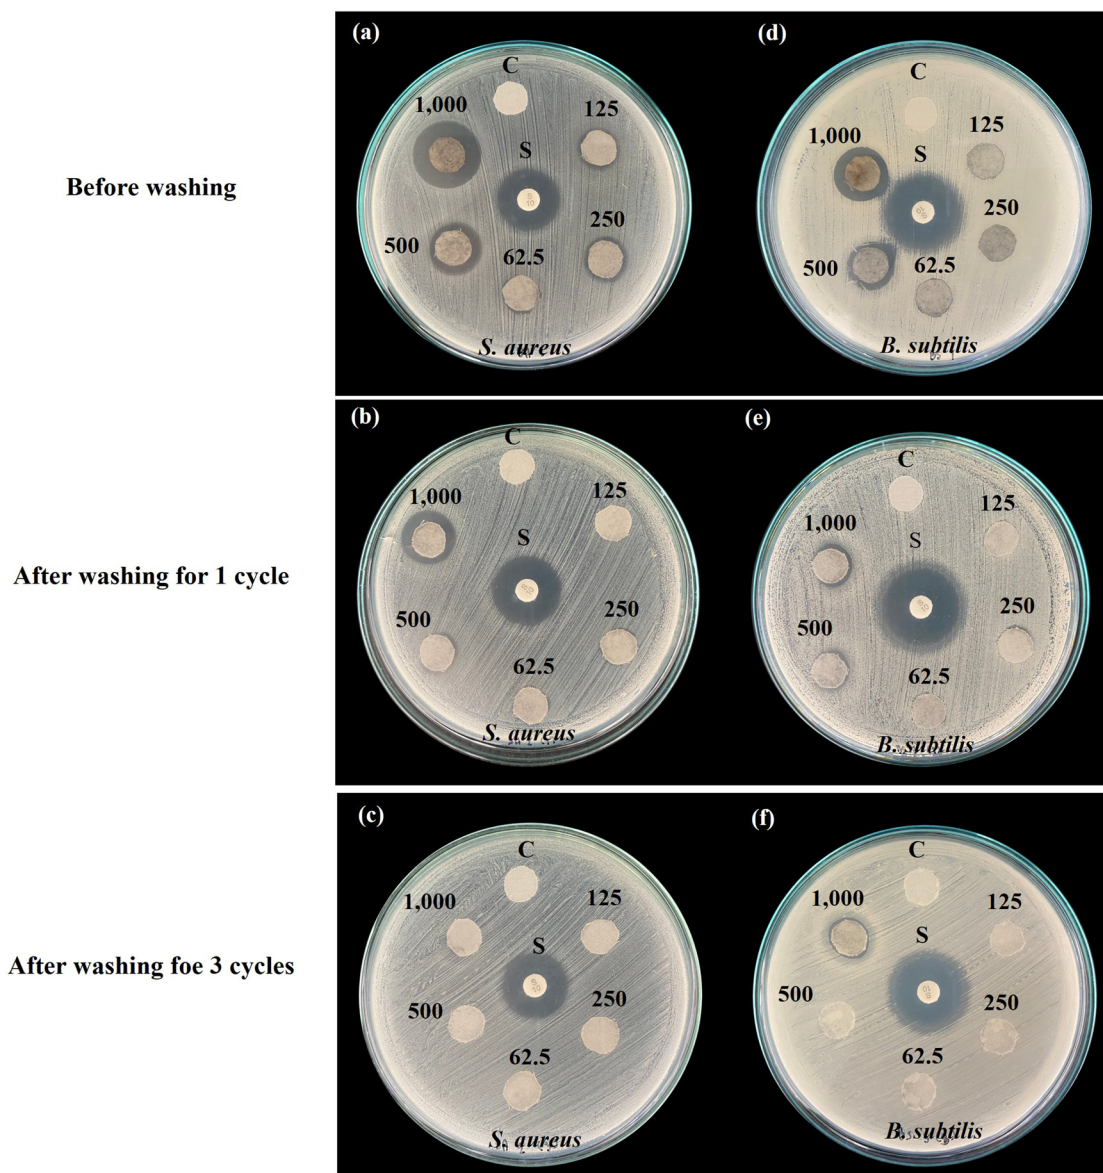 (a)
(d)
C
C
1,000
125
1,000
125
S
S
Before washing
500
250
500
250
62.5
62.5
S. aureus
B. subtilis
(b)
(e)
C
C
1,000
125
1,000
125
S
S
After washing for 1 cycle
500
250
500
250
62.5
62.5
S. aureus
B. subtilis
(c)
(f)
C
C
1,000
125
1,000
125
S
S
After washing foe 3 cycles
500
250
500
250
62.5
62.5
S. aureus
B. subtilis